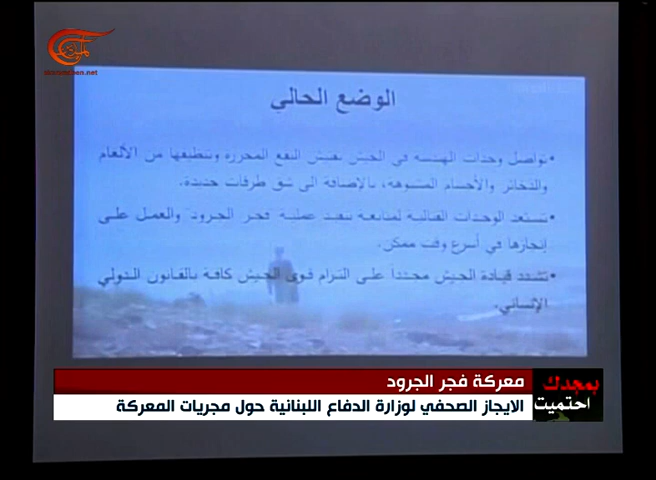 الميادين
almayadeen.net
الوضع الحالي
•تواصل وحدات الهندسة في الجيش تفتيش البقع المحررة وتنظيفها من الألغام
والذخائر والأجسام المشبوهة، بالإضافة الى شق طرقات جديدة.
•تستعد الوحدات القتالية لمتابعة تنفيذ عملية "فجر الجرود" والعمل على
إنجازها في أسرع وقت ممكن.
•تشدد قيادة الجيش مجدداً على التزام قوى الجيش كافة بالقانون الدولي
الإنساني.
معركة فجر الجرود
الايجاز الصحفي لوزارة الدفاع اللبنانية حول مجريات المعركة
بمجدك
احتميت